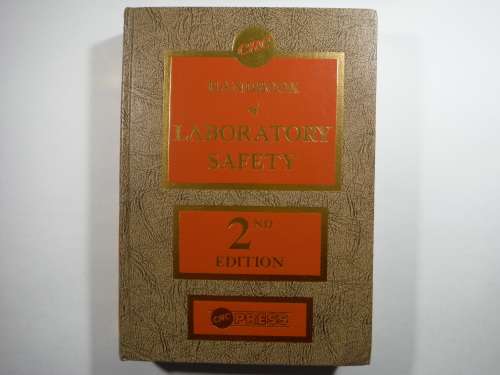 CRC
HANDBOOK
of
LABORATORY
SAFETY
2ND
EDITION
CRC PRESS